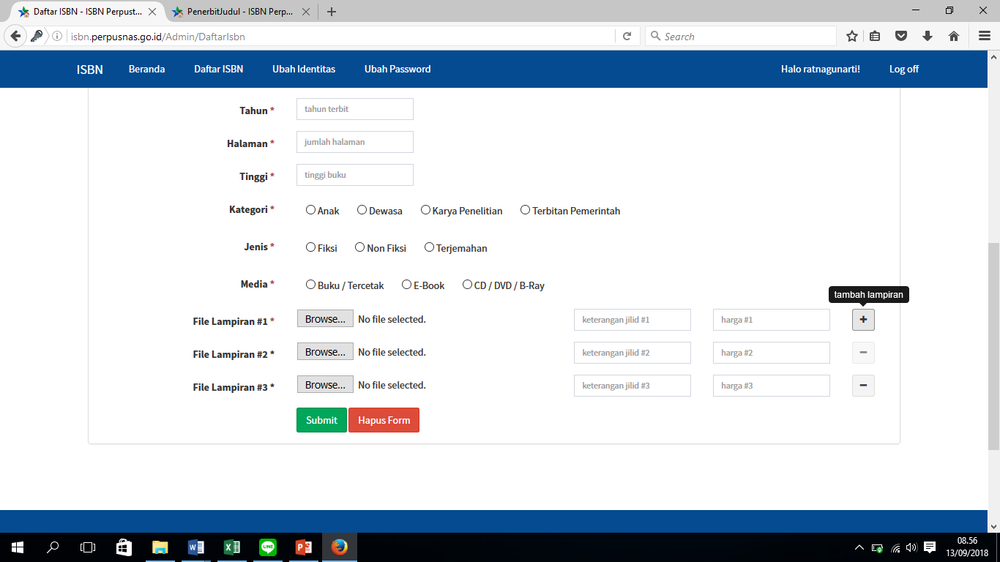 Daftar ISBN - ISBN Perpust...
PenerbitJudul - ISBN Perp...
isbn.perpusnas.go.id/Admin/DaftarIsbn
Search
ISBN Beranda Daftar ISBN Ubah Identitas Ubah Password Halo ratnagunarti! Log off
Tahun * tahun terbit
Halaman * jumlah halaman
Tinggi * tinggi buku
Kategori * Anak Dewasa Karya Penelitian Terbitan Pemerintah
Jenis * Fiksi Non Fiksi Terjemahan
Media * Buku / Tercetak E-Book CD / DVD / B-Ray
tambah lampiran
File Lampiran #1 * Browse... No file selected. keterangan jilid #1 harga #1 +
File Lampiran #2 * Browse... No file selected. keterangan jilid #2 harga #2 −
File Lampiran #3 * Browse... No file selected. keterangan jilid #3 harga #3 −
Submit Hapus Form
LINE
08.56
13/09/2018